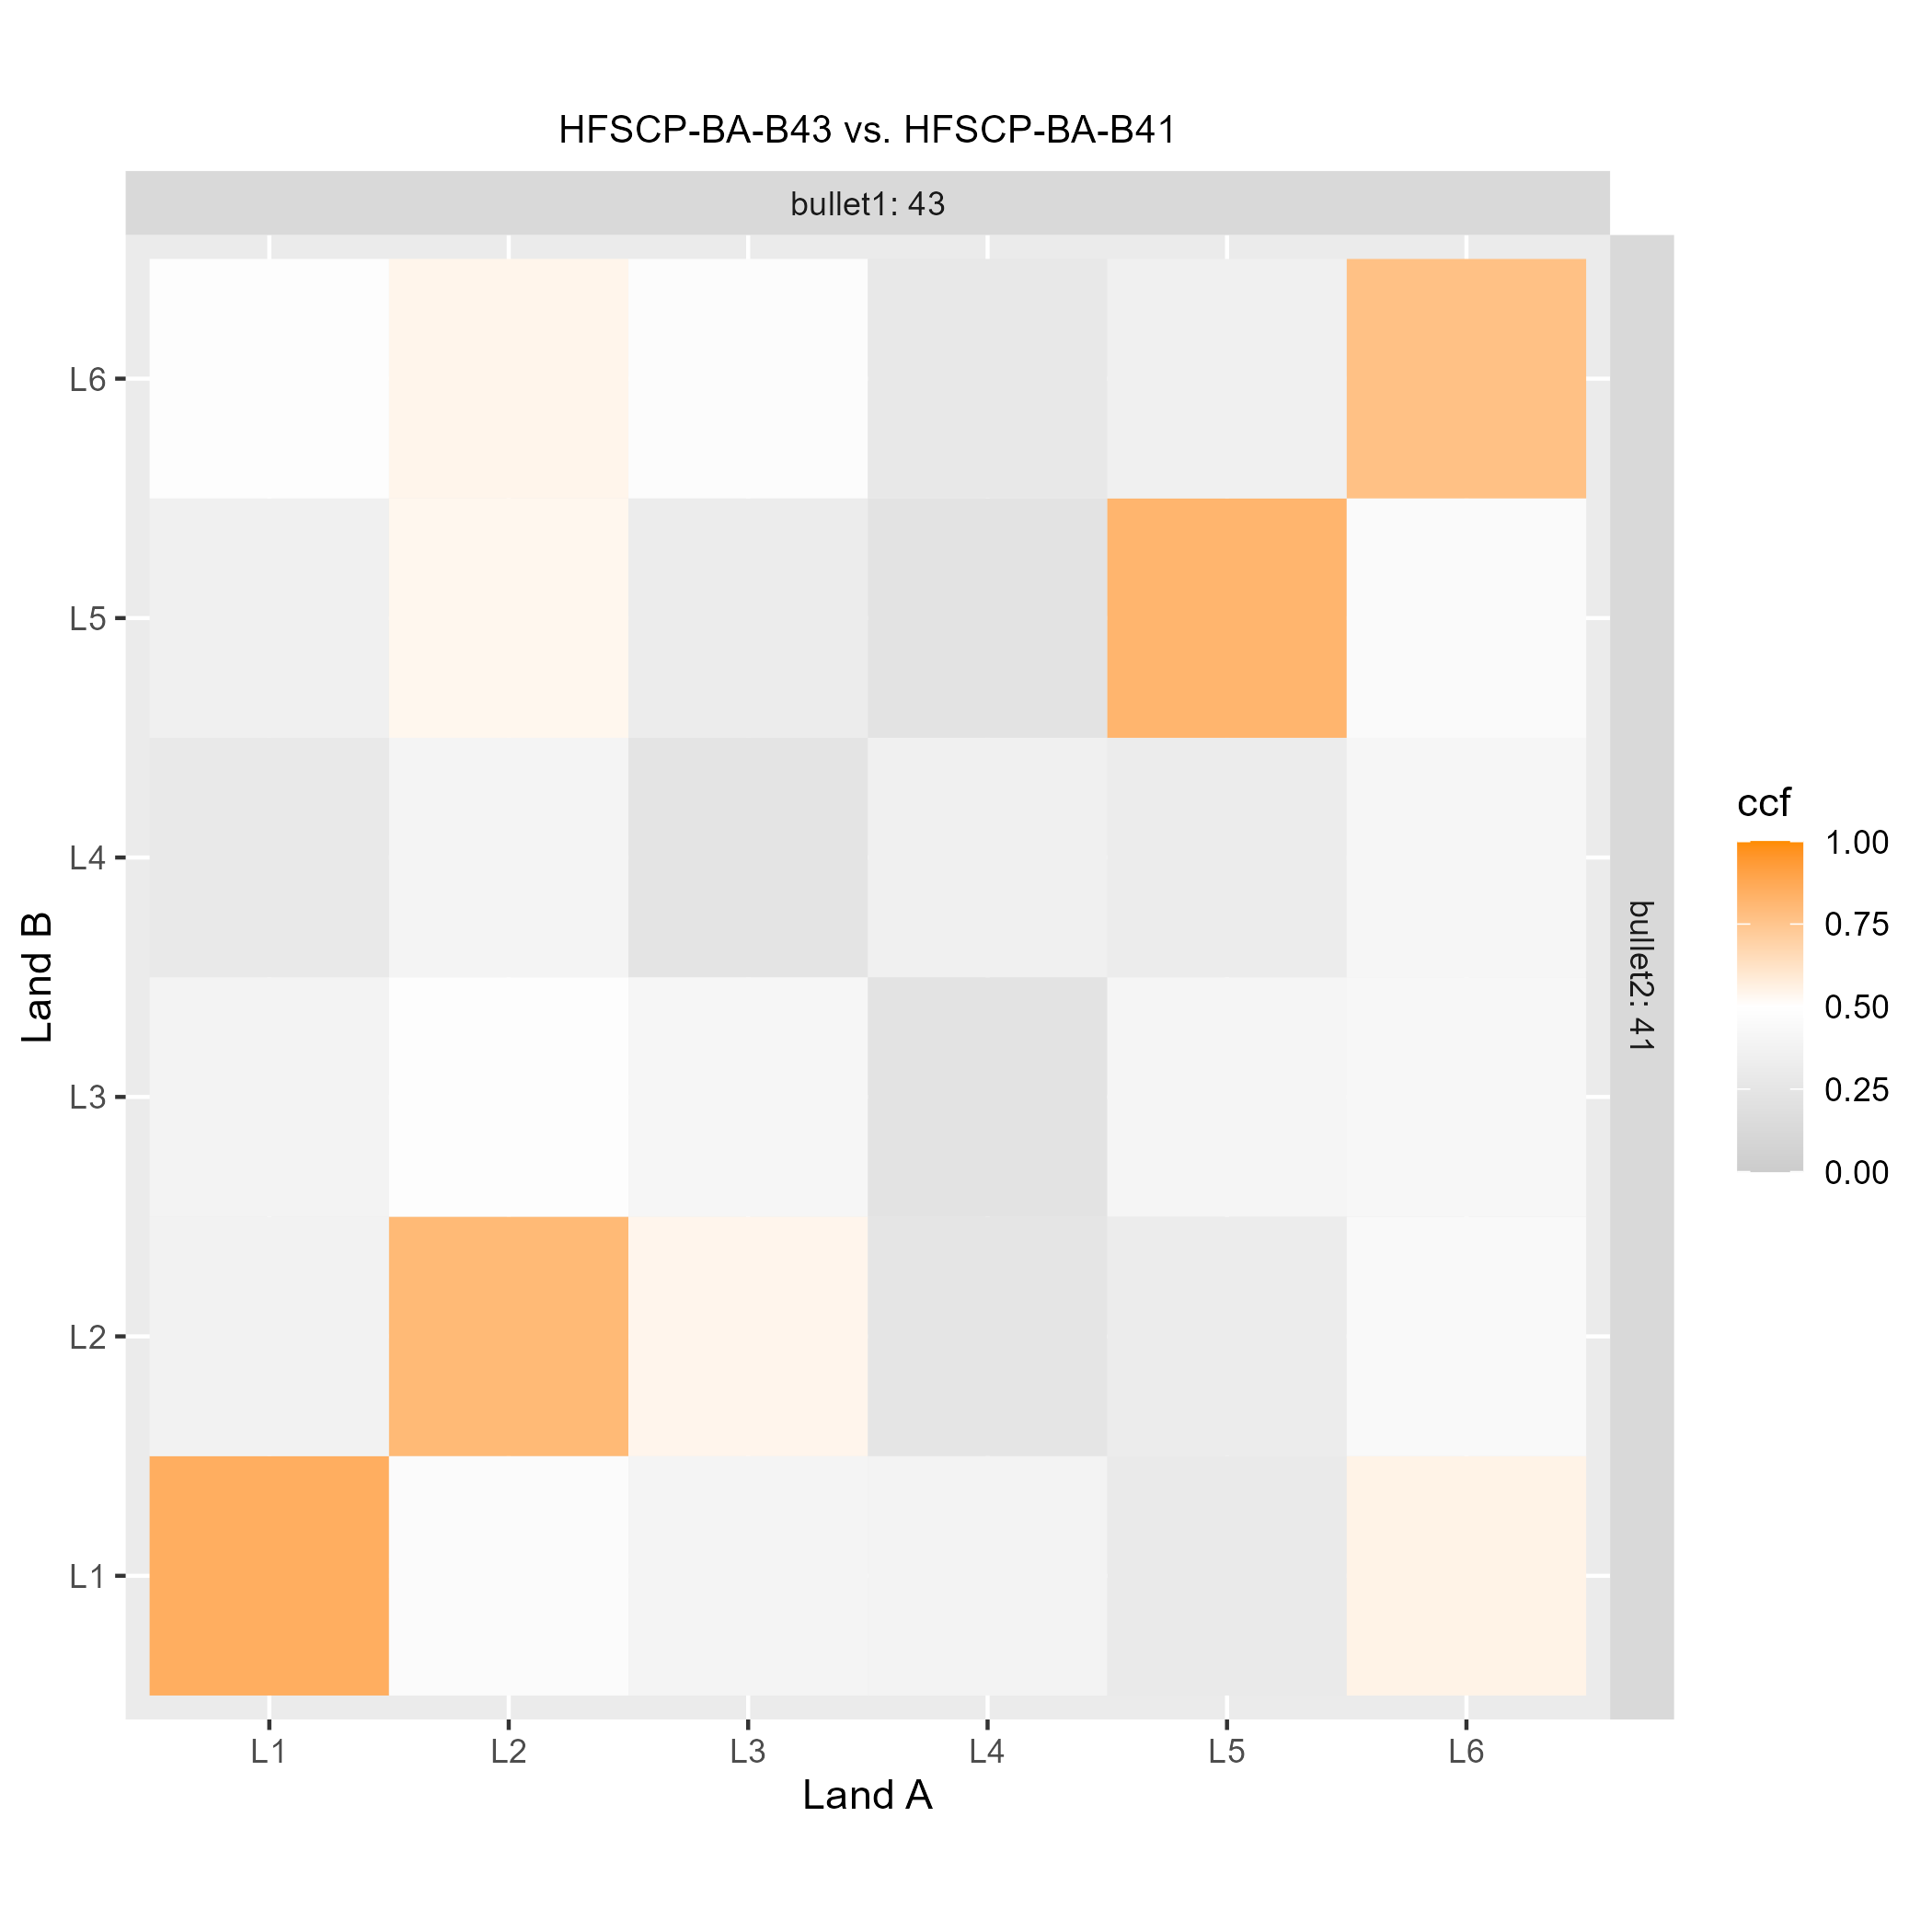 HFSCP-BA-B43 vs. HFSCP-BA-B41
bullet1: 43
L6
L5
L4
L3
L2
L1
Land B
bullet2: 41
L1 L2 L3 L4 L5 L6
Land A
ccf
1.00
0.75
0.50
0.25
0.00